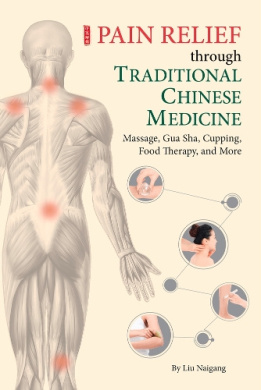 PAIN RELIEF
through
TRADITIONAL
CHINESE
MEDICINE
Massage, Gua Sha, Cupping,
Food Therapy, and More
By Liu Naigang